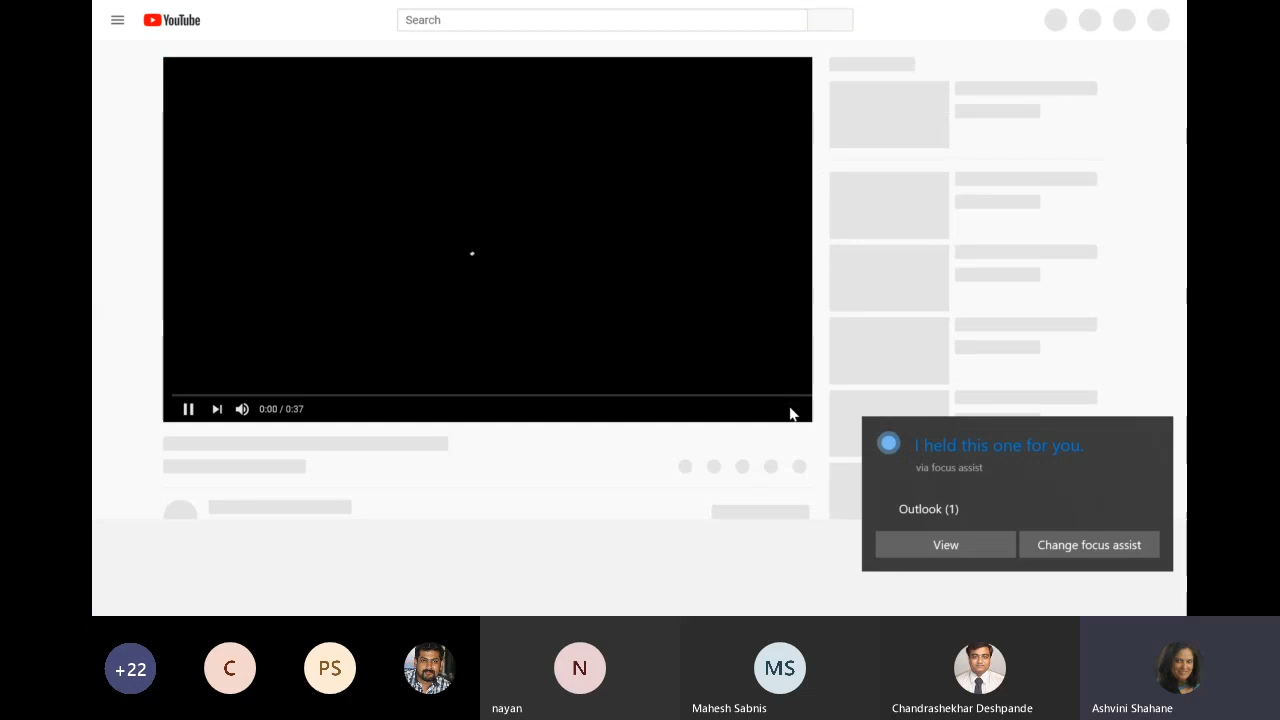 YouTube
Search
0:00 / 0:37
I held this one for you.
via focus assist
Outlook (1)
View
Change focus assist
+22
C
PS
N
MS
nayan
Mahesh Sabnis
Chandrashekhar Deshpande
Ashvini Shahane